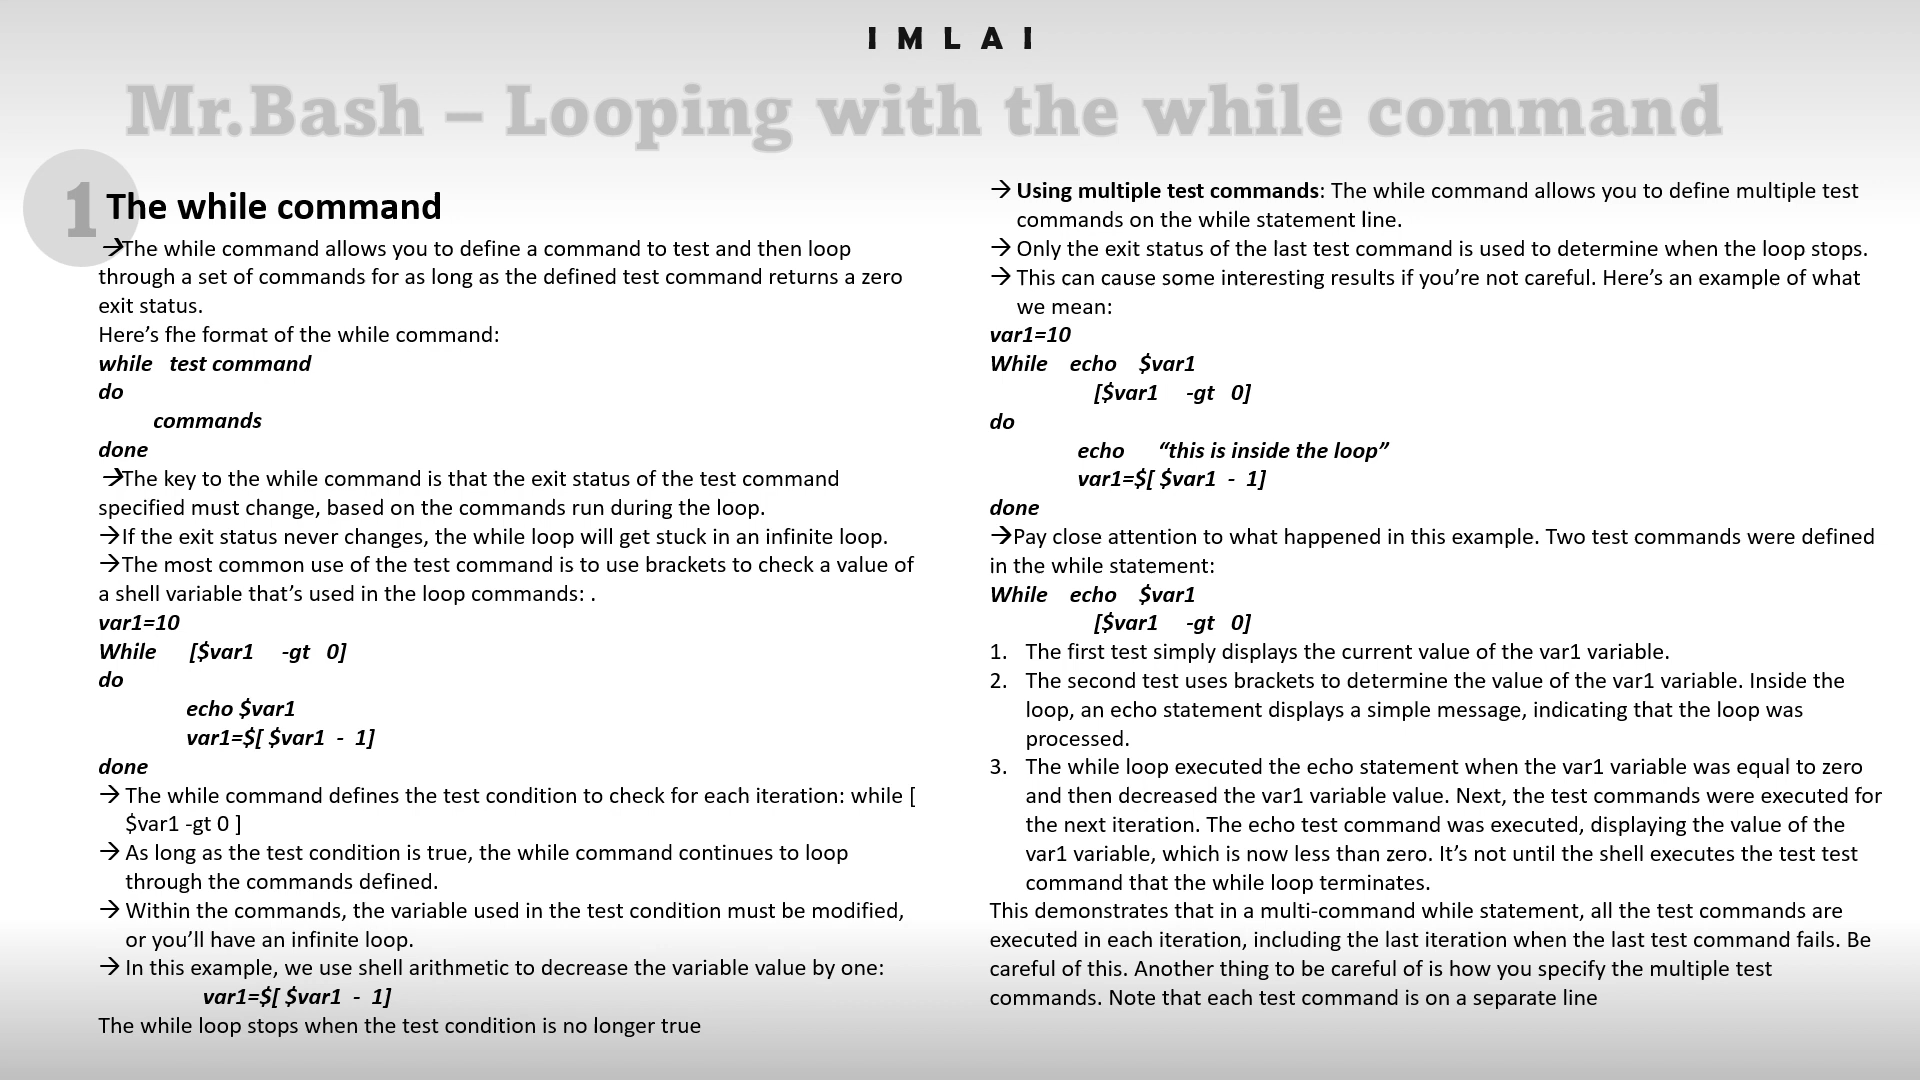 IMLAI
Mr.Bash – Looping with the while command
1
The while command
→The while command allows you to define a command to test and then loop
through a set of commands for as long as the defined test command returns a zero
exit status.
Here’s fhe format of the while command:
while test command
do
commands
done
→The key to the while command is that the exit status of the test command
specified must change, based on the commands run during the loop.
→If the exit status never changes, the while loop will get stuck in an infinite loop.
→The most common use of the test command is to use brackets to check a value of
a shell variable that’s used in the loop commands: .
var1=10
While [$var1 -gt 0]
do
echo $var1
var1=$[ $var1 - 1]
done
→ The while command defines the test condition to check for each iteration: while [
$var1 -gt 0 ]
→ As long as the test condition is true, the while command continues to loop
through the commands defined.
→ Within the commands, the variable used in the test condition must be modified,
or you’ll have an infinite loop.
→ In this example, we use shell arithmetic to decrease the variable value by one:
var1=$[ $var1 - 1]
The while loop stops when the test condition is no longer true
→ Using multiple test commands: The while command allows you to define multiple test
commands on the while statement line.
→ Only the exit status of the last test command is used to determine when the loop stops.
→ This can cause some interesting results if you’re not careful. Here’s an example of what
we mean:
var1=10
While echo $var1
[$var1 -gt 0]
do
echo “this is inside the loop”
var1=$[ $var1 - 1]
done
→Pay close attention to what happened in this example. Two test commands were defined
in the while statement:
While echo $var1
[$var1 -gt 0]
1. The first test simply displays the current value of the var1 variable.
2. The second test uses brackets to determine the value of the var1 variable. Inside the
loop, an echo statement displays a simple message, indicating that the loop was
processed.
3. The while loop executed the echo statement when the var1 variable was equal to zero
and then decreased the var1 variable value. Next, the test commands were executed for
the next iteration. The echo test command was executed, displaying the value of the
var1 variable, which is now less than zero. It’s not until the shell executes the test test
command that the while loop terminates.
This demonstrates that in a multi-command while statement, all the test commands are
executed in each iteration, including the last iteration when the last test command fails. Be
careful of this. Another thing to be careful of is how you specify the multiple test
commands. Note that each test command is on a separate line